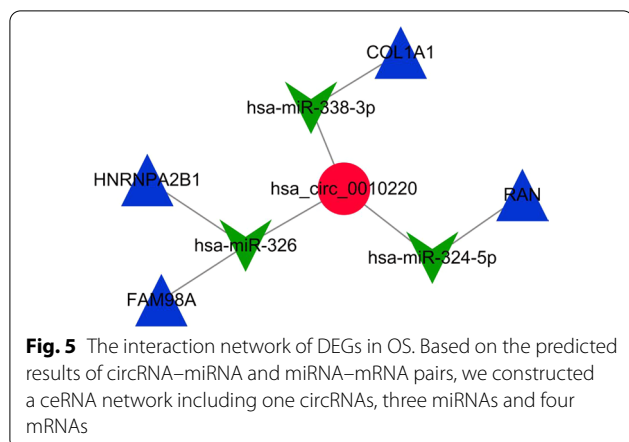 COL1A1
hsa-miR-338-3p
HNRNPA2B1
hsa_circ_0010220
RAN
hsa-miR-326
hsa-miR-324-5p
FAM98A
Fig. 5 The interaction network of DEGs in OS. Based on the predicted
results of circRNA–miRNA and miRNA–mRNA pairs, we constructed
a ceRNA network including one circRNAs, three miRNAs and four
mRNAs